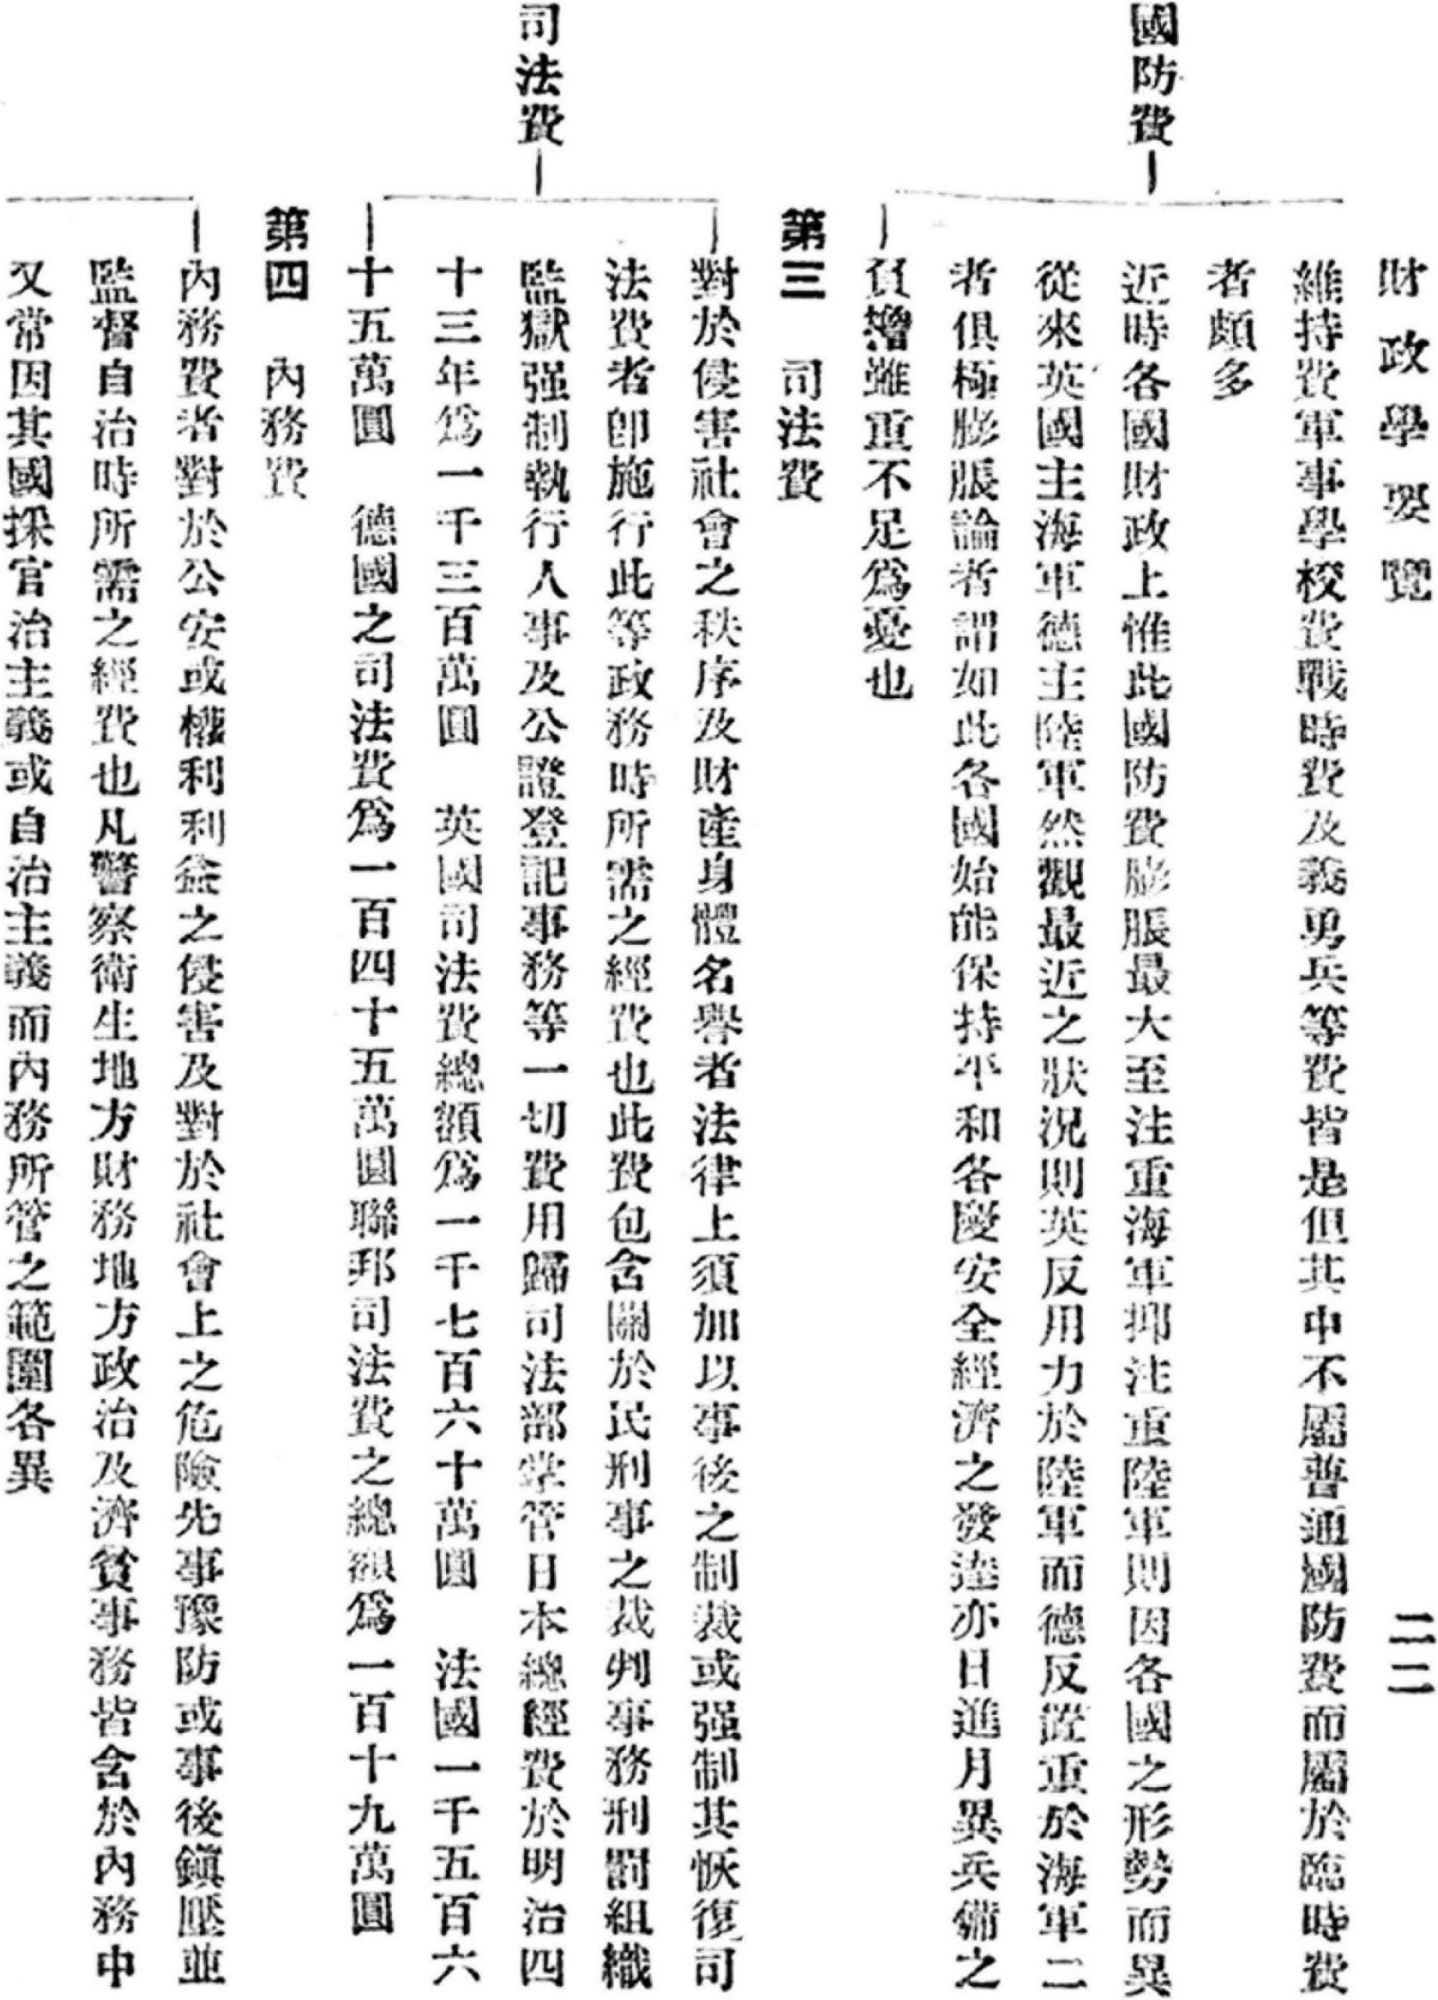 財政學要覽
二二
國防費
維持費軍事學校費戰時費及義勇兵等費皆是但其中不屬普通國防費而屬於臨時費
者頗多
近時各國財政上惟此國防費膨脹最大至注重海軍抑注重陸軍則因各國之形勢而異
從來英國主海軍德主陸軍然觀最近之狀況則英反用力於陸軍而德反置重於海軍二
者俱極膨脹論者謂如此各國始能保持平和各慶安全經濟之發達亦日進月異兵備之
負擔雖重不足爲憂也
第三　司法費
司法費
對於侵害社會之秩序及財產身體名譽者法律上須加以事後之制裁或强制其恢復司
法費者卽施行此等政務時所需之經費也此費包含關於民刑事之裁判事務刑罰組織
監獄强制執行人事及公證登記事務等一切費用歸司法部掌管日本總經費於明治四
十三年爲一千三百萬圓　英國司法費總額爲一千七百六十萬圓　法國一千五百六
十五萬圓　德國之司法費爲一百四十五萬圓聯邦司法費之總額爲一百十九萬圓
第四　內務費
內務費者對於公安或權利利益之侵害及對於社會上之危險先事豫防或事後鎭壓並
監督自治時所需之經費也凡警察衛生地方財務地方政治及濟貧事務皆含於內務中
又常因其國採官治主義或自治主義而內務所管之範圍各異